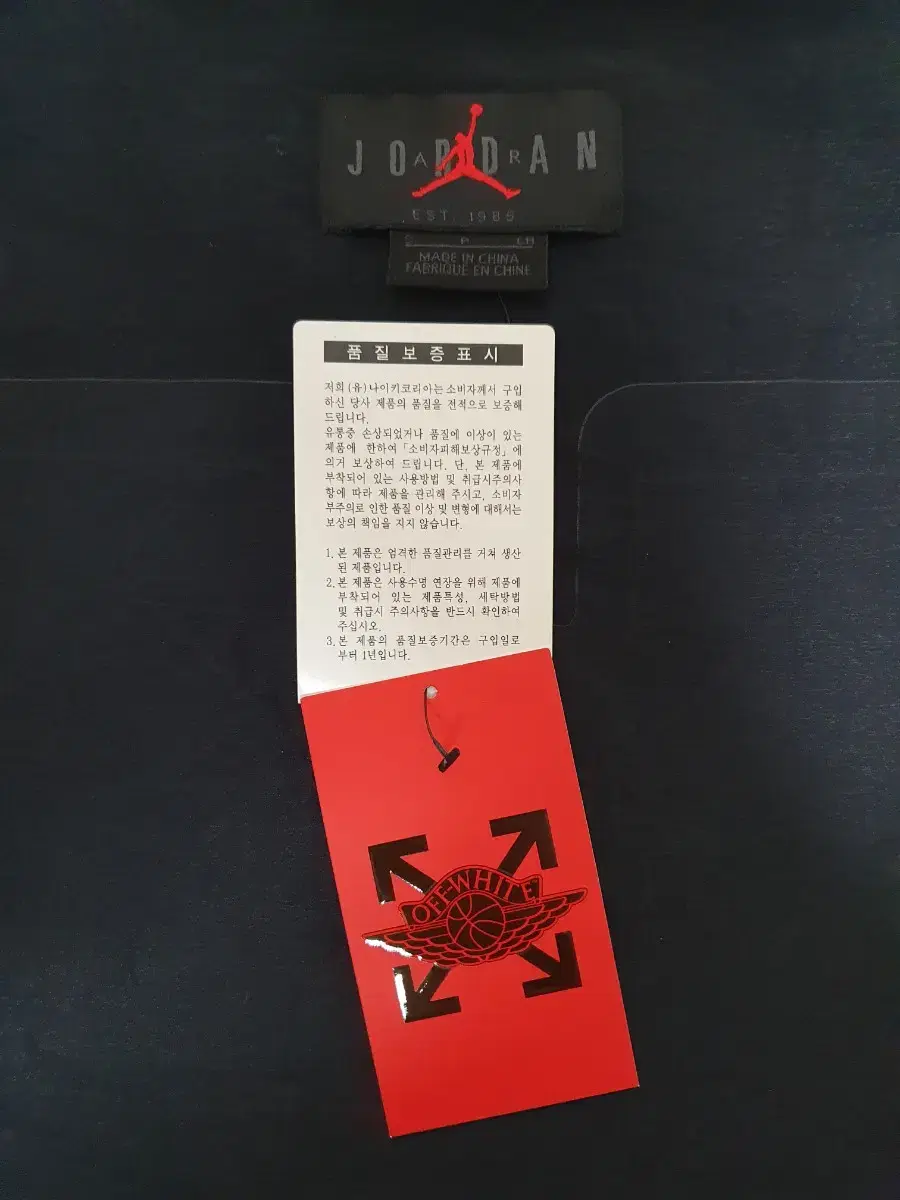 JORDAN
AIR
EST. 1985
S P CH
MADE IN CHINA
FABRIQUÉ EN CHINE
품질보증표시
저희 (유)나이키코리아는 소비자께서 구입
하신 당사 제품의 품질을 전적으로 보증해
드립니다.
유통중 손상되었거나 품질에 이상이 있는
제품에 한하여 「소비자피해보상규정」에
의거 보상하여 드립니다. 단, 본 제품에
부착되어 있는 사용방법 및 취급시주의사
항에 따라 제품을 관리해 주시고, 소비자
부주의로 인한 품질 이상 및 변형에 대해서는
보상의 책임을 지지 않습니다.
1. 본 제품은 엄격한 품질관리를 거쳐 생산
된 제품입니다.
2. 본 제품은 사용수명 연장을 위해 제품에
부착되어 있는 제품특성, 세탁방법
및 취급시 주의사항을 반드시 확인하여
주십시오.
3. 본 제품의 품질보증기간은 구입일로
부터 1년입니다.
OFF-WHITE